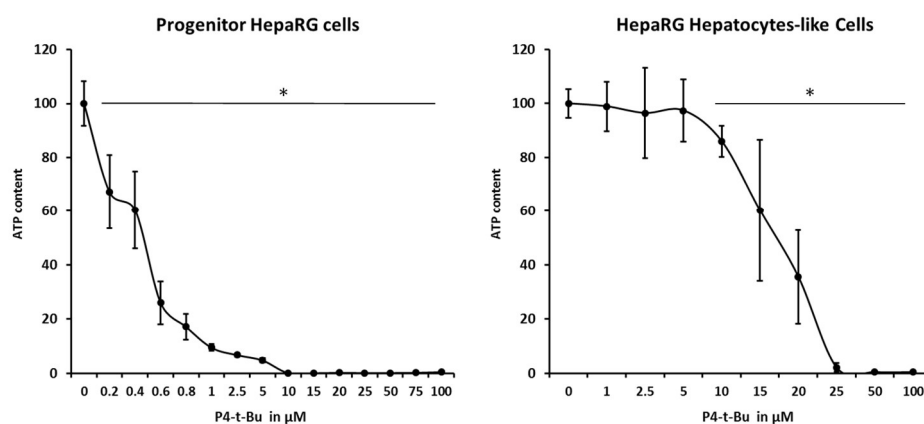 Progenitor HepaRG cells
120
100
80
60
40
20
0
ATP content
*
0 0.2 0.4 0.6 0.8 1 2.5 5 10 15 20 25 50 75 100
P4-t-Bu in µM
HepaRG Hepatocytes-like Cells
120
100
80
60
40
20
0
ATP content
*
0 1 2.5 5 10 15 20 25 50 100
P4-t-Bu in µM